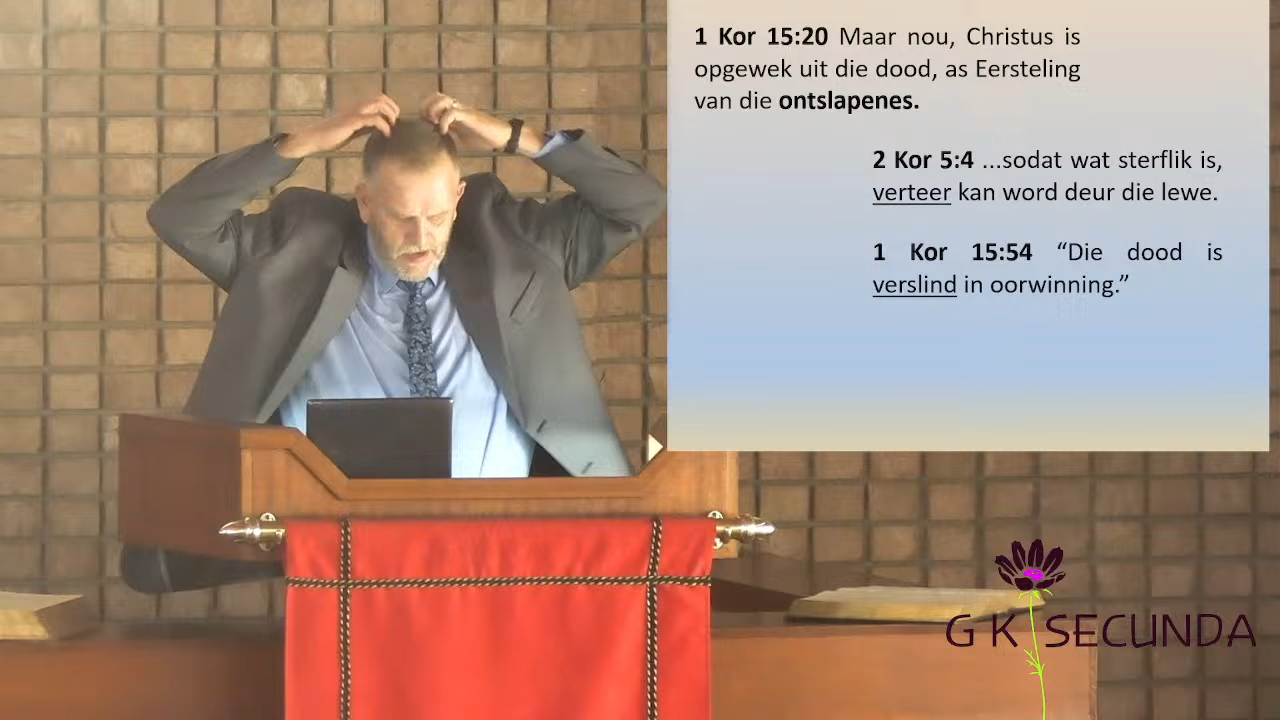 1 Kor 15:20 Maar nou, Christus is
opgewek uit die dood, as Eersteling
van die ontslapenes.
2 Kor 5:4 ...sodat wat sterflik is,
verteer kan word deur die lewe.
1 Kor 15:54 “Die dood is
verslind in oorwinning.”
G K SECUNDA